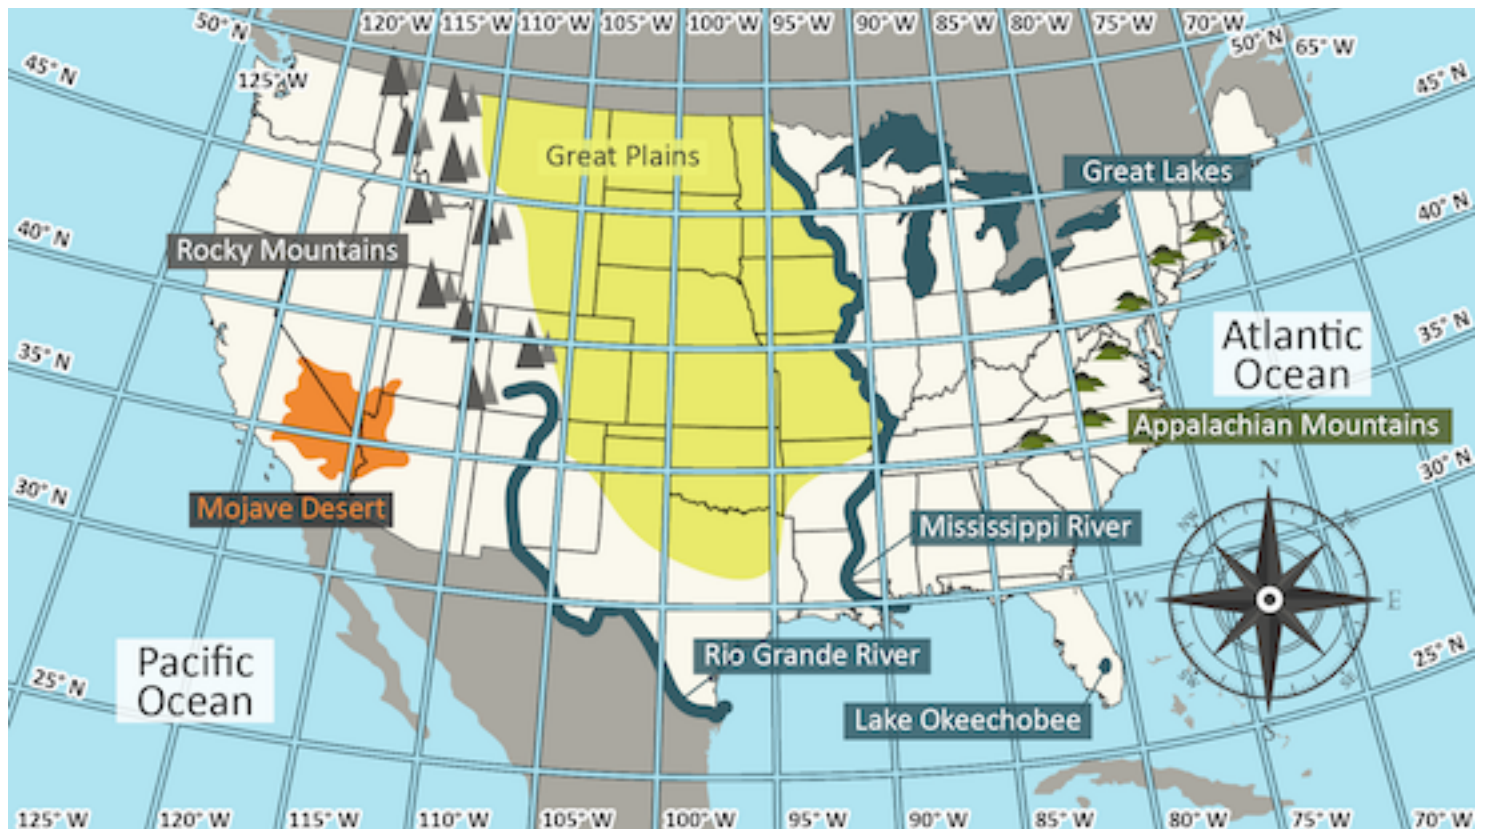 120° W 115° W 110° W 105° W 100° W 95° W 90° W 85° W 80° W 75° W 70° W
50° N
50° N 65° W
45° N
125° W
45° N
Great Plains
Great Lakes
40° N
40° N
Rocky Mountains
35° N
Atlantic
Ocean
35° N
Appalachian Mountains
30° N
N
30° N
Mojave Desert
NW
Mississippi River
W
E
Pacific
Ocean
Rio Grande River
25° N
25° N
SW
Lake Okeechobee
S
125° W 120° W 115° W 110° W 105° W 100° W 95° W 90° W 85° W 80° W 75° W 70° W